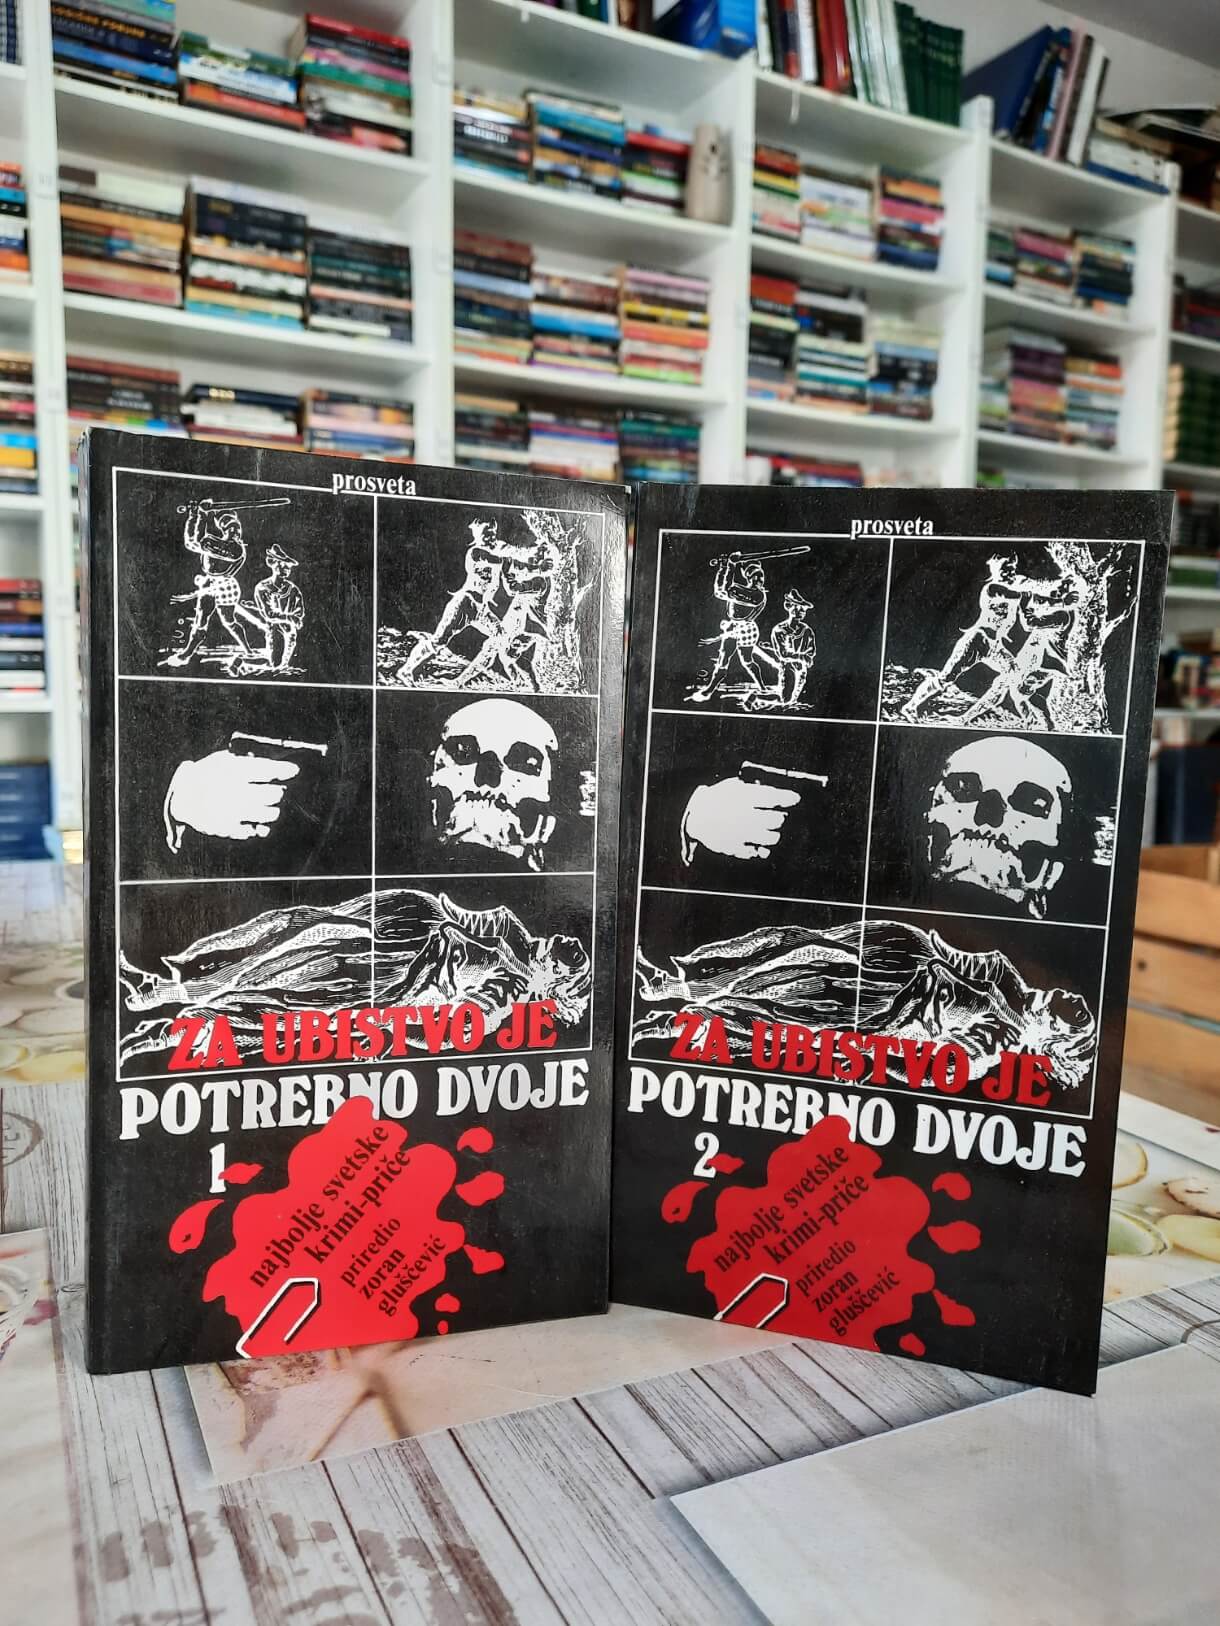 prosveta
ZA UBISTVO JE
POTREBNO DVOJE
1
najbolje svetske
krimi-priče
priredio
zoran
gluščević
prosveta
ZA UBISTVO JE
POTREBNO DVOJE
2
najbolje svetske
krimi-priče
priredio
zoran
gluščević